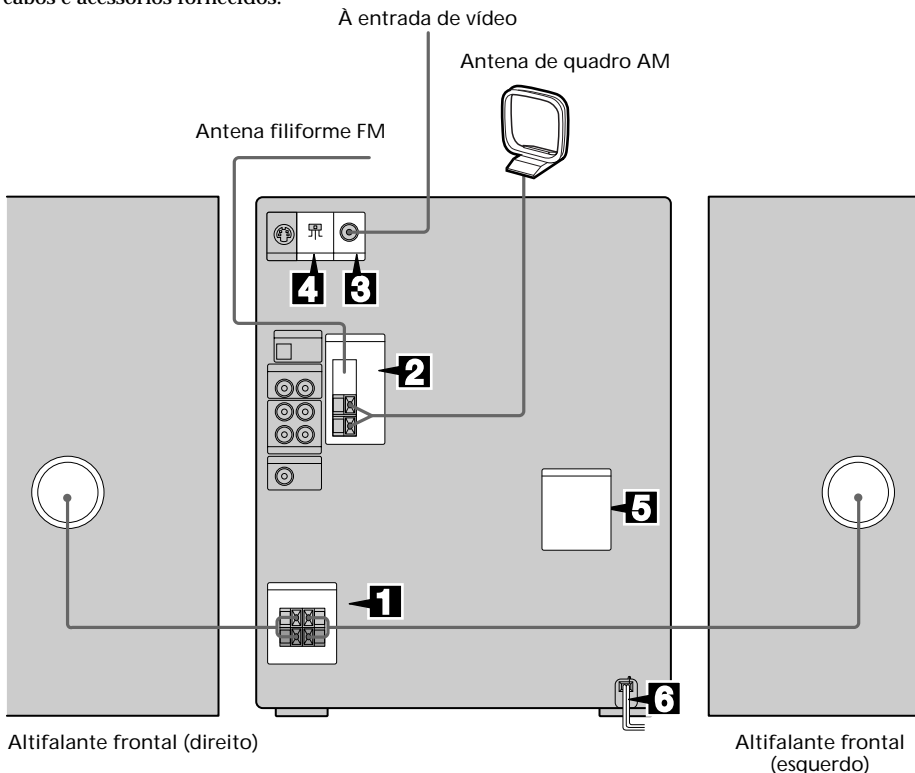 cabos e acessórios fornecidos.
À entrada de vídeo
Antena de quadro AM
Antena filiforme FM
4
3
2
5
1
6
Altifalante frontal (direito)
Altifalante frontal
(esquerdo)